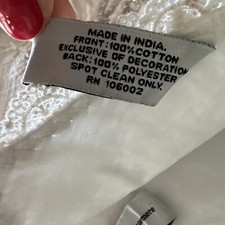 MADE IN INDIA.
FRONT: 100% COTTON
EXCLUSIVE OF DECORATION
BACK: 100% POLYESTER
SPOT CLEAN ONLY.
RN 106002